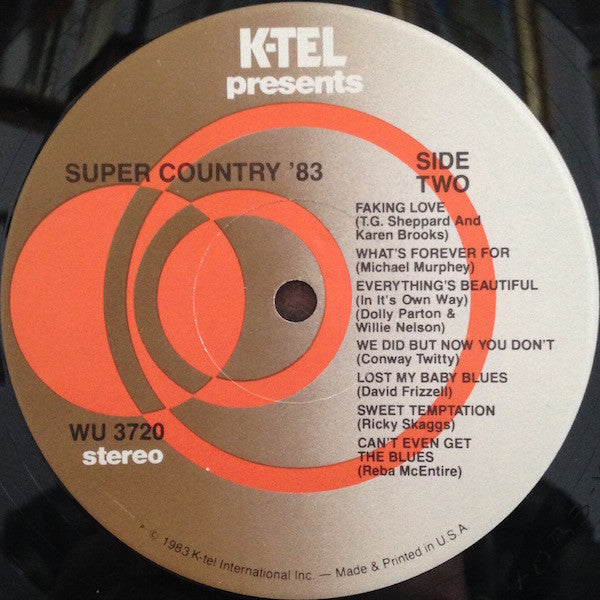 K-TEL
presents
SUPER COUNTRY '83
SIDE
TWO
FAKING LOVE
(T.G. Sheppard And
Karen Brooks)
WHAT'S FOREVER FOR
(Michael Murphey)
EVERYTHING'S BEAUTIFUL
(In It's Own Way)
(Dolly Parton &
Willie Nelson)
WE DID BUT NOW YOU DON'T
(Conway Twitty)
LOST MY BABY BLUES
(David Frizzell)
SWEET TEMPTATION
(Ricky Skaggs)
CAN'T EVEN GET
THE BLUES
(Reba McEntire)
WU 3720
stereo
℗ © 1983 K-tel International Inc. — Made & Printed in U.S.A.